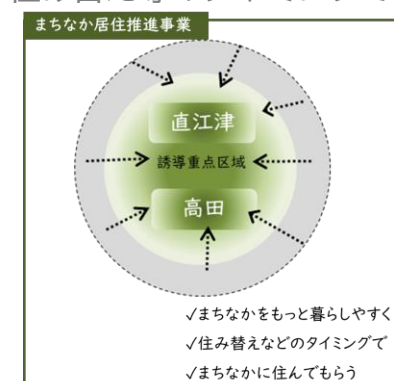 まちなか居住推進事業
直江津
誘導重点区域
高田
✓まちなかをもっと暮らしやすく
✓住み替えなどのタイミングで
✓まちなかに住んでもらう